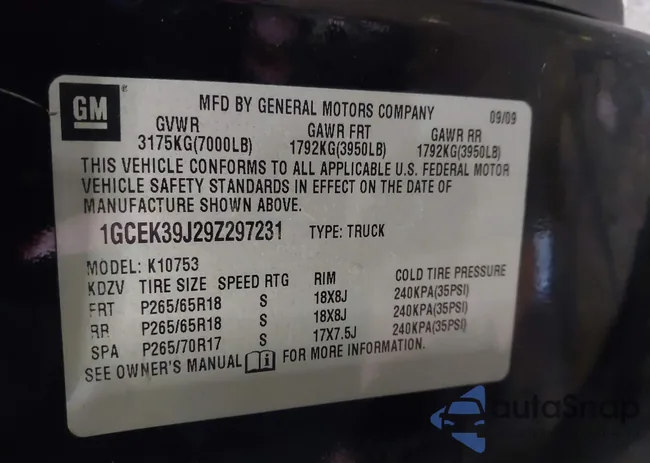 GM
MFD BY GENERAL MOTORS COMPANY 09/09
GVWR GAWR FRT GAWR RR
3175KG(7000LB) 1792KG(3950LB) 1792KG(3950LB)
THIS VEHICLE CONFORMS TO ALL APPLICABLE U.S. FEDERAL MOTOR
VEHICLE SAFETY STANDARDS IN EFFECT ON THE DATE OF
MANUFACTURE SHOWN ABOVE.
1GCEK39J29Z297231 TYPE: TRUCK
MODEL: K10753
KDZV TIRE SIZE SPEED RTG RIM COLD TIRE PRESSURE
FRT P265/65R18 S 18X8J 240KPA(35PSI)
RR P265/65R18 S 18X8J 240KPA(35PSI)
SPA P265/70R17 S 17X7.5J 240KPA(35PSI)
SEE OWNER'S MANUAL FOR MORE INFORMATION.
autoSnap